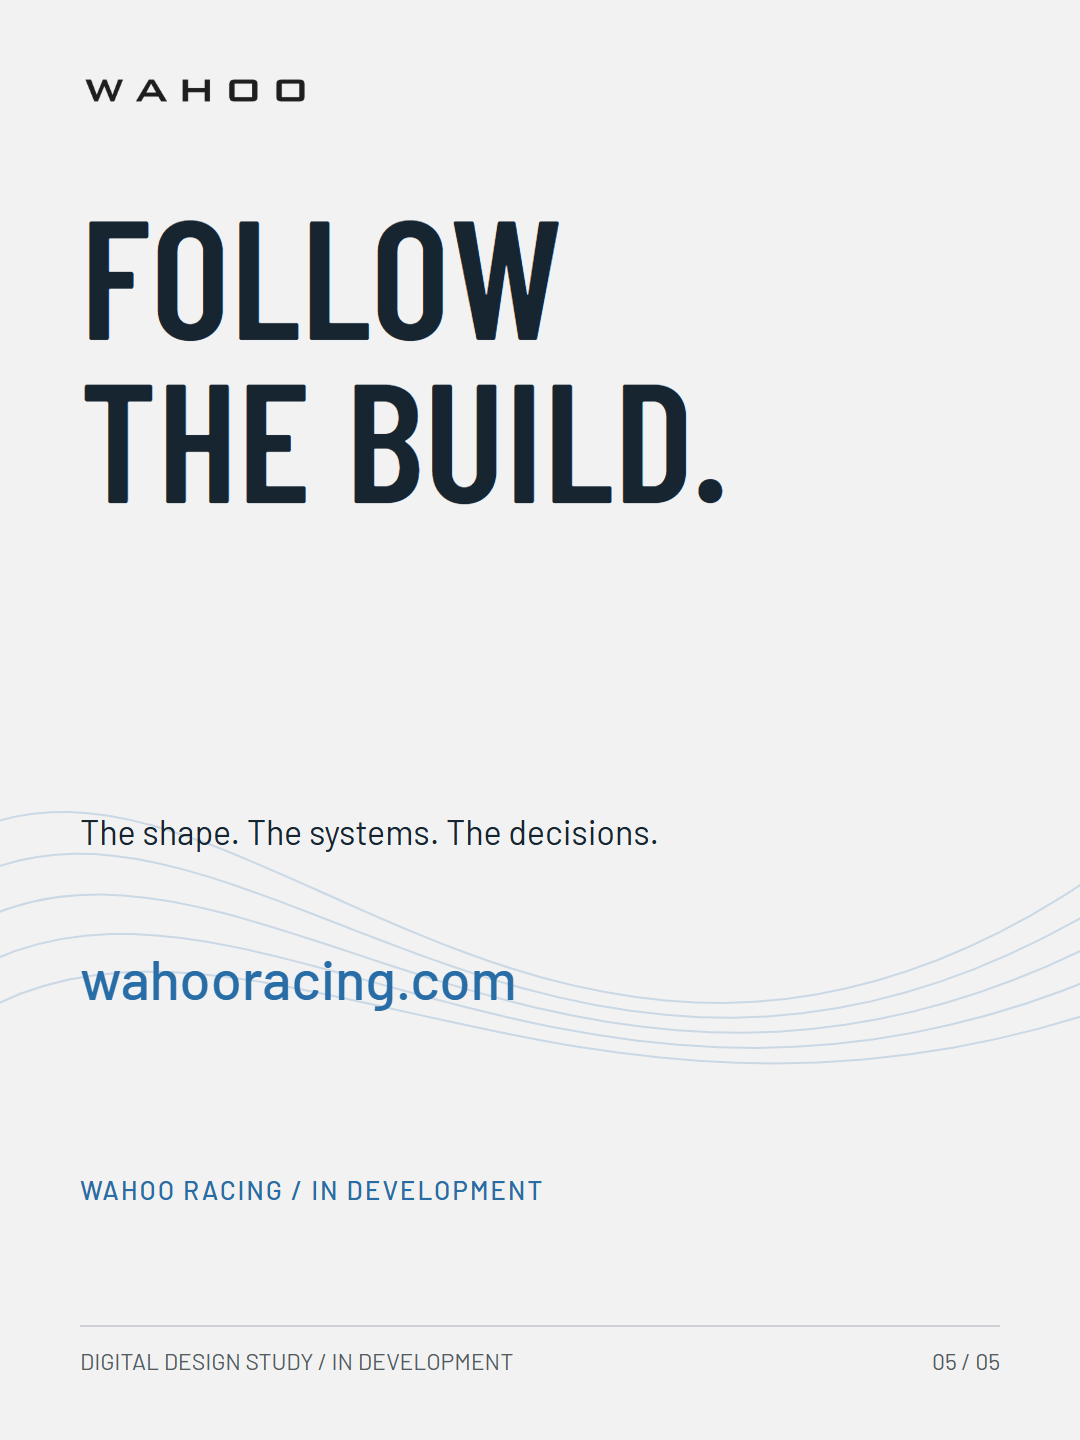 WAHOO
FOLLOW
THE BUILD.
The shape. The systems. The decisions.
wahooracing.com
WAHOO RACING / IN DEVELOPMENT
DIGITAL DESIGN STUDY / IN DEVELOPMENT
05 / 05